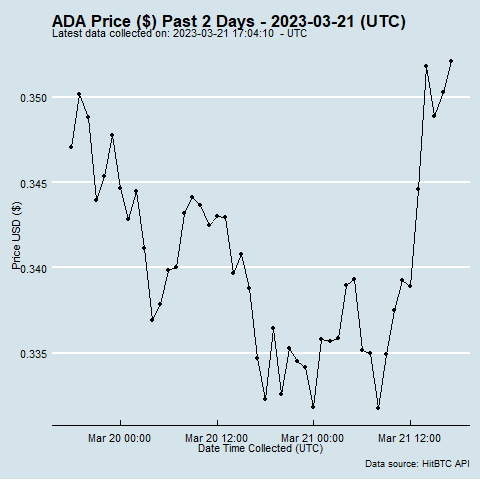 ADA Price ($) Past 2 Days - 2023-03-21 (UTC)
Latest data collected on: 2023-03-21 17:04:10  - UTC
0.350
0.345
0.340
0.335
Price USD ($)
Mar 20 00:00
Mar 20 12:00
Mar 21 00:00
Mar 21 12:00
Date Time Collected (UTC)
Data source: HitBTC API